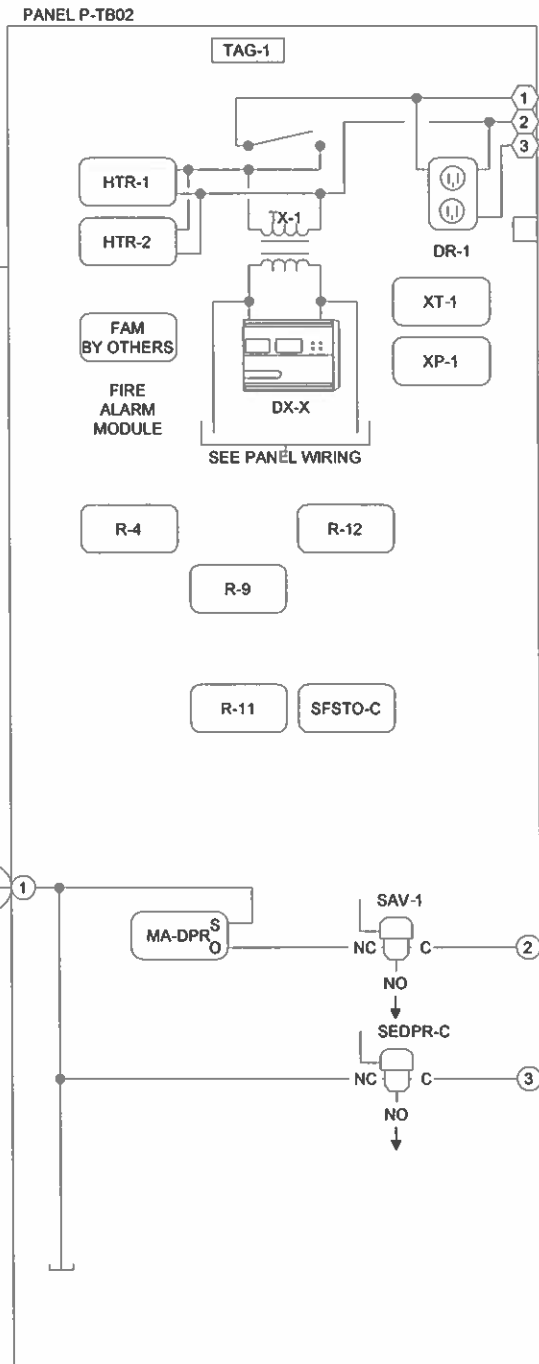 PANEL P-TB02
TAG-1
1
2
3
HTR-1
TX-1
HTR-2
DR-1
XT-1
FAM
BY OTHERS
XP-1
FIRE
ALARM
MODULE
DX-X
SEE PANEL WIRING
R-4
R-12
R-9
R-11
SFSTO-C
1
SAV-1
MA-DPR S
O
NC C
2
NO
SEDPR-C
NC C
3
NO